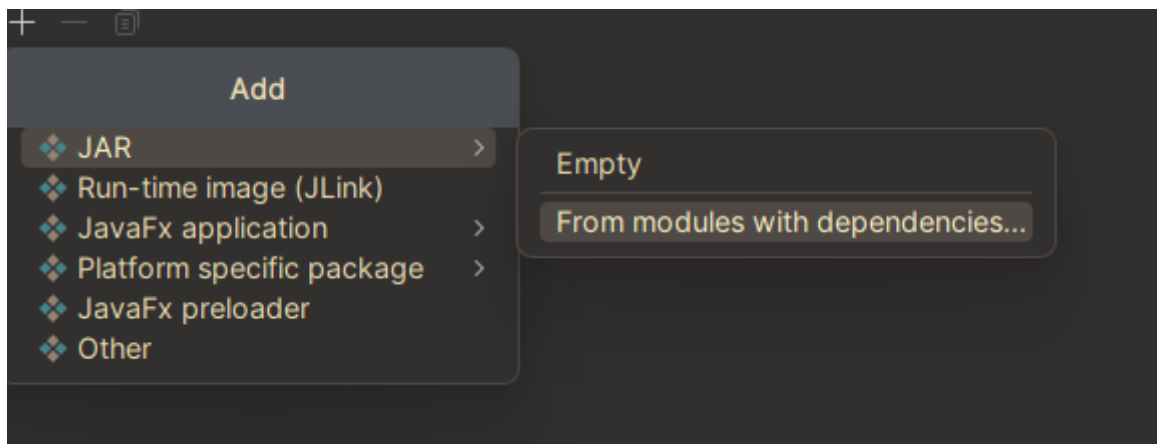 Add
JAR
Run-time image (JLink)
JavaFx application
Platform specific package
JavaFx preloader
Other
Empty
From modules with dependencies...